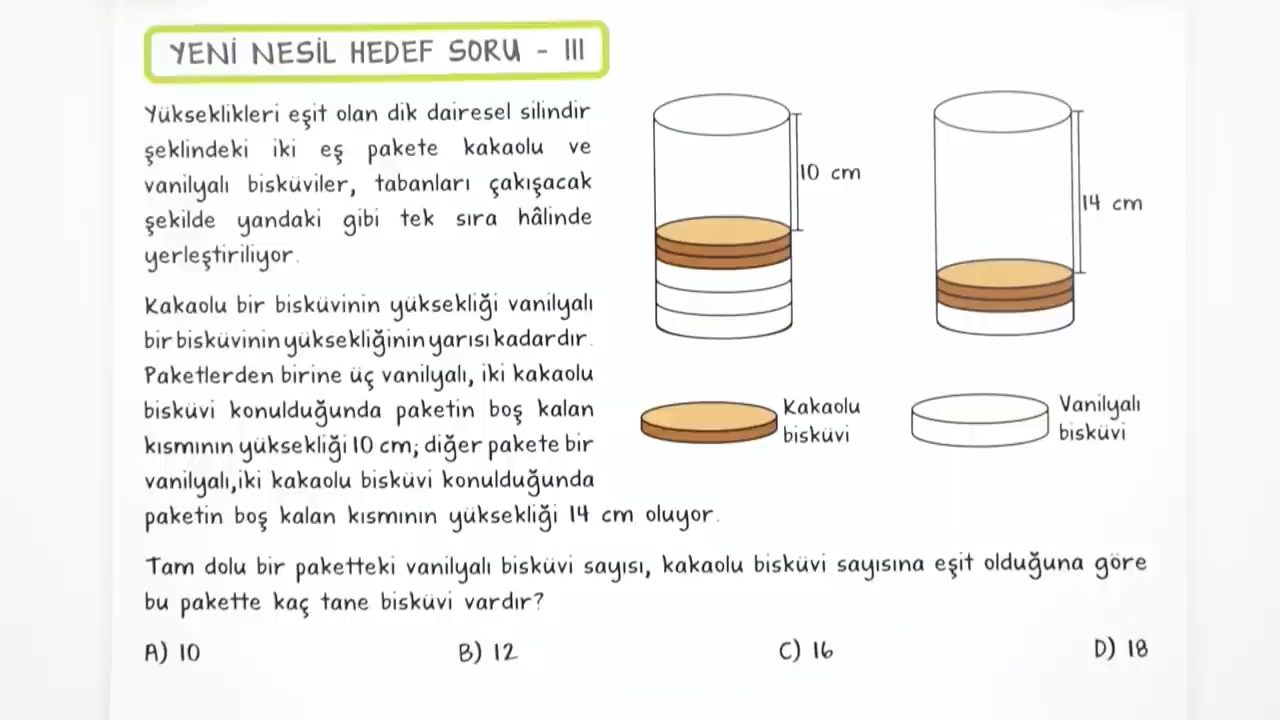 YENİ NESİL HEDEF SORU - III
Yükseklikleri eşit olan dik dairesel silindir
şeklindeki iki eş pakete kakaolu ve
vanilyalı bisküviler, tabanları çakışacak
şekilde yandaki gibi tek sıra hâlinde
yerleştiriliyor.
Kakaolu bir bisküvinin yüksekliği vanilyalı
bir bisküvinin yüksekliğinin yarısı kadardır.
Paketlerden birine üç vanilyalı, iki kakaolu
bisküvi konulduğunda paketin boş kalan
kısmının yüksekliği 10 cm; diğer pakete bir
vanilyalı,iki kakaolu bisküvi konulduğunda
paketin boş kalan kısmının yüksekliği 14 cm oluyor.
10 cm
14 cm
Kakaolu
bisküvi
Vanilyalı
bisküvi
Tam dolu bir paketteki vanilyalı bisküvi sayısı, kakaolu bisküvi sayısına eşit olduğuna göre
bu pakette kaç tane bisküvi vardır?
A) 10 B) 12 C) 16 D) 18